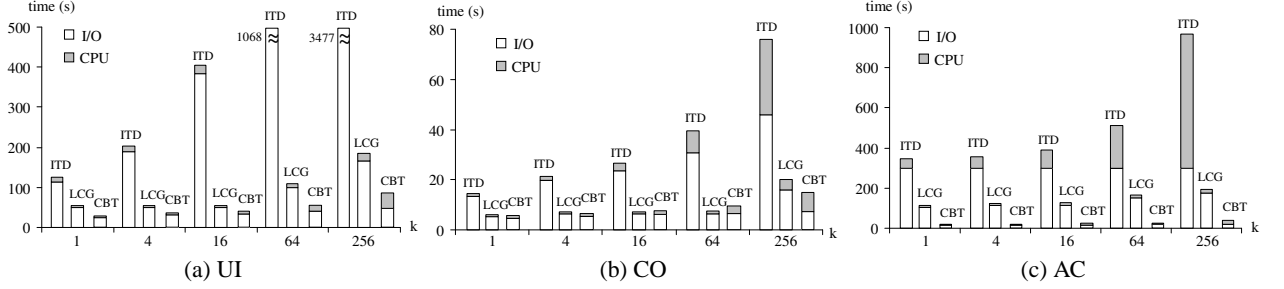 time (s)
500
400
300
200
100
0
I/O
CPU
ITD
LCG
CBT
ITD
LCG
CBT
ITD
LCG
CBT
ITD
1068
LCG
CBT
ITD
3477
LCG
CBT
1 4 16 64 256 k
(a) UI
time (s)
80
60
40
20
0
I/O
CPU
ITD
LCG CBT
ITD
LCG CBT
ITD
LCG CBT
ITD
LCG CBT
ITD
LCG
CBT
1 4 16 64 256 k
(b) CO
time (s)
1000
800
600
400
200
0
I/O
CPU
ITD
LCG
CBT
ITD
LCG
CBT
ITD
LCG
CBT
ITD
LCG
CBT
ITD
LCG
CBT
1 4 16 64 256 k
(c) AC